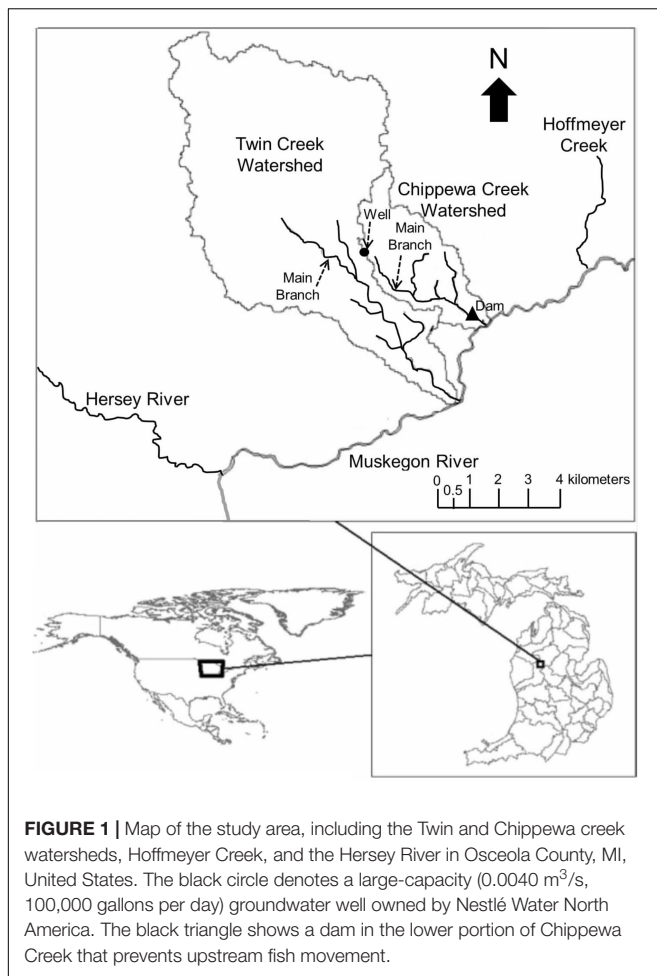 N
Hoffmeyer
Creek
Twin Creek
Watershed
Chippewa Creek
Watershed
Well
Main
Branch
Main
Branch
Dam
Hersey River
Muskegon River
0 1 2 3 4 kilometers
0.5
FIGURE 1 | Map of the study area, including the Twin and Chippewa creek
watersheds, Hoffmeyer Creek, and the Hersey River in Osceola County, MI,
United States. The black circle denotes a large-capacity (0.0040 m³/s,
100,000 gallons per day) groundwater well owned by Nestlé Water North
America. The black triangle shows a dam in the lower portion of Chippewa
Creek that prevents upstream fish movement.